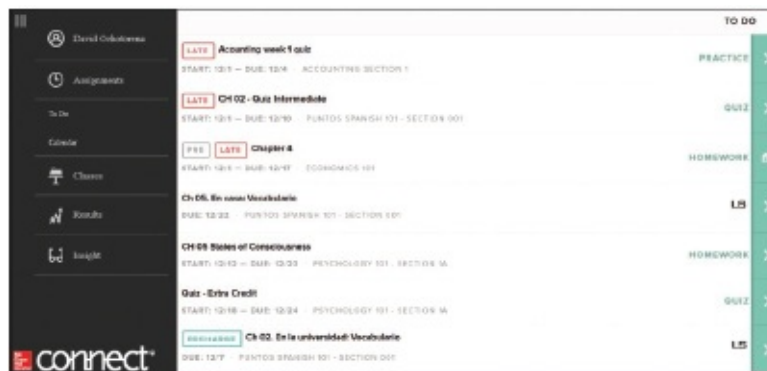 TO DO
Assignments
To Do
Calendar
Classes
Results
Insight
connect
LATE Acounting week 1 quiz
START: 12/1 — DUE: 12/4 · ACCOUNTING SECTION 1
PRACTICE
LATE CH 02 - Quiz Intermediate
START: 12/1 — DUE: 12/10 · PUNTOS SPANISH 101 - SECTION 001
QUIZ
PRE LATE Chapter 4
START: 12/1 — DUE: 12/17 · ECONOMICS 101
HOMEWORK
Ch 05. En casa: Vocabulario
DUE: 12/22 · PUNTOS SPANISH 101 - SECTION 001
LS
CH 05 States of Consciousness
START: 12/12 — DUE: 12/23 · PSYCHOLOGY 101 - SECTION 1A
HOMEWORK
Quiz - Extra Credit
START: 12/18 — DUE: 12/24 · PSYCHOLOGY 101 - SECTION 1A
QUIZ
RECHARGE Ch 02. En la universidad: Vocabulario
DUE: 12/7 · PUNTOS SPANISH 101 - SECTION 001
LS